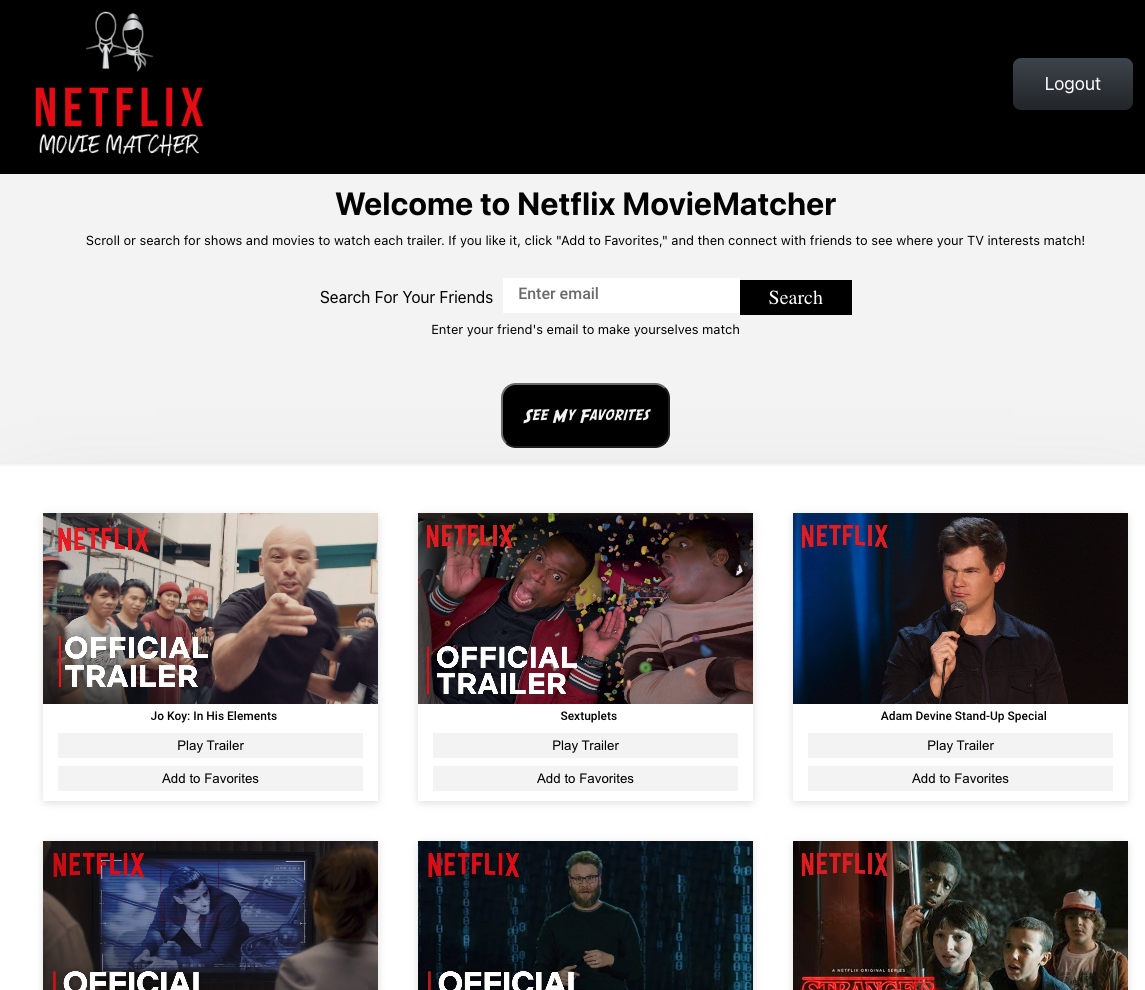 NETFLIX
MOVIE MATCHER
Logout
Welcome to Netflix MovieMatcher
Scroll or search for shows and movies to watch each trailer. If you like it, click "Add to Favorites," and then connect with friends to see where your TV interests match!
Search For Your Friends Enter email Search
Enter your friend's email to make yourselves match
See My Favorites
NETFLIX
OFFICIAL
TRAILER
Jo Koy: In His Elements
Play Trailer
Add to Favorites
NETFLIX
OFFICIAL
TRAILER
Sextuplets
Play Trailer
Add to Favorites
NETFLIX
Adam Devine Stand-Up Special
Play Trailer
Add to Favorites
NETFLIX
OFFICIAL
NETFLIX
OFFICIAL
NETFLIX
A NETFLIX ORIGINAL SERIES
STRANGER